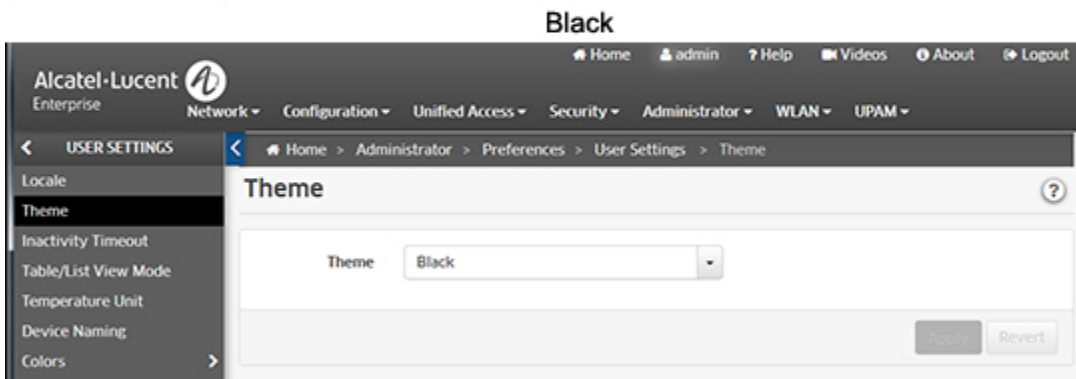 Black
Home admin ? Help Videos About Logout
Alcatel·Lucent
Enterprise
Network Configuration Unified Access Security Administrator WLAN UPAM
USER SETTINGS
Home > Administrator > Preferences > User Settings > Theme
Locale
Theme
Inactivity Timeout
Table/List View Mode
Temperature Unit
Device Naming
Colors
Theme
?
Theme Black
Apply Revert